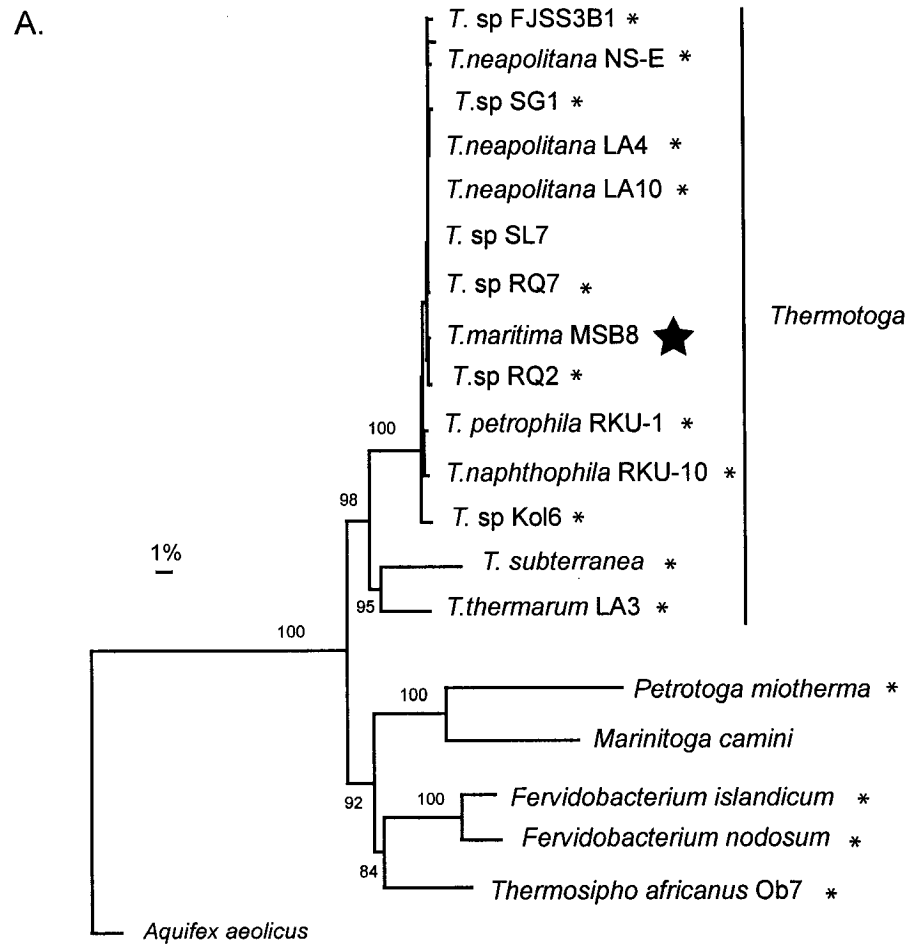 A.
T. sp FJSS3B1 *
T.neapolitana NS-E *
T.sp SG1 *
T.neapolitana LA4 *
T.neapolitana LA10 *
T. sp SL7
T. sp RQ7 *
Thermotoga
T.maritima MSB8
T.sp RQ2 *
T. petrophila RKU-1 *
100
T.naphthophila RKU-10 *
98
T. sp Kol6 *
1%
T. subterranea *
95
T.thermarum LA3 *
100
100
Petrotoga miotherma *
Marinitoga camini
92
100
Fervidobacterium islandicum *
Fervidobacterium nodosum *
84
Thermosipho africanus Ob7 *
Aquifex aeolicus